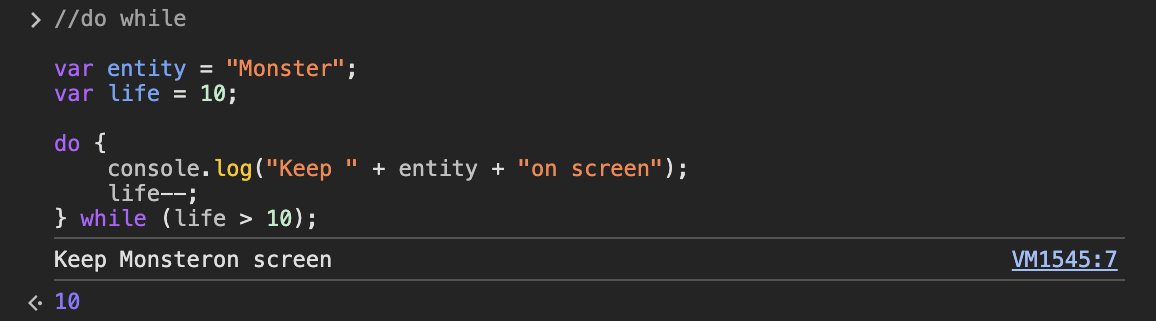 > //do while
var entity = "Monster";
var life = 10;
do {
    console.log("Keep " + entity + "on screen");
    life--;
} while (life > 10);
Keep Monsteron screen VM1545:7
10